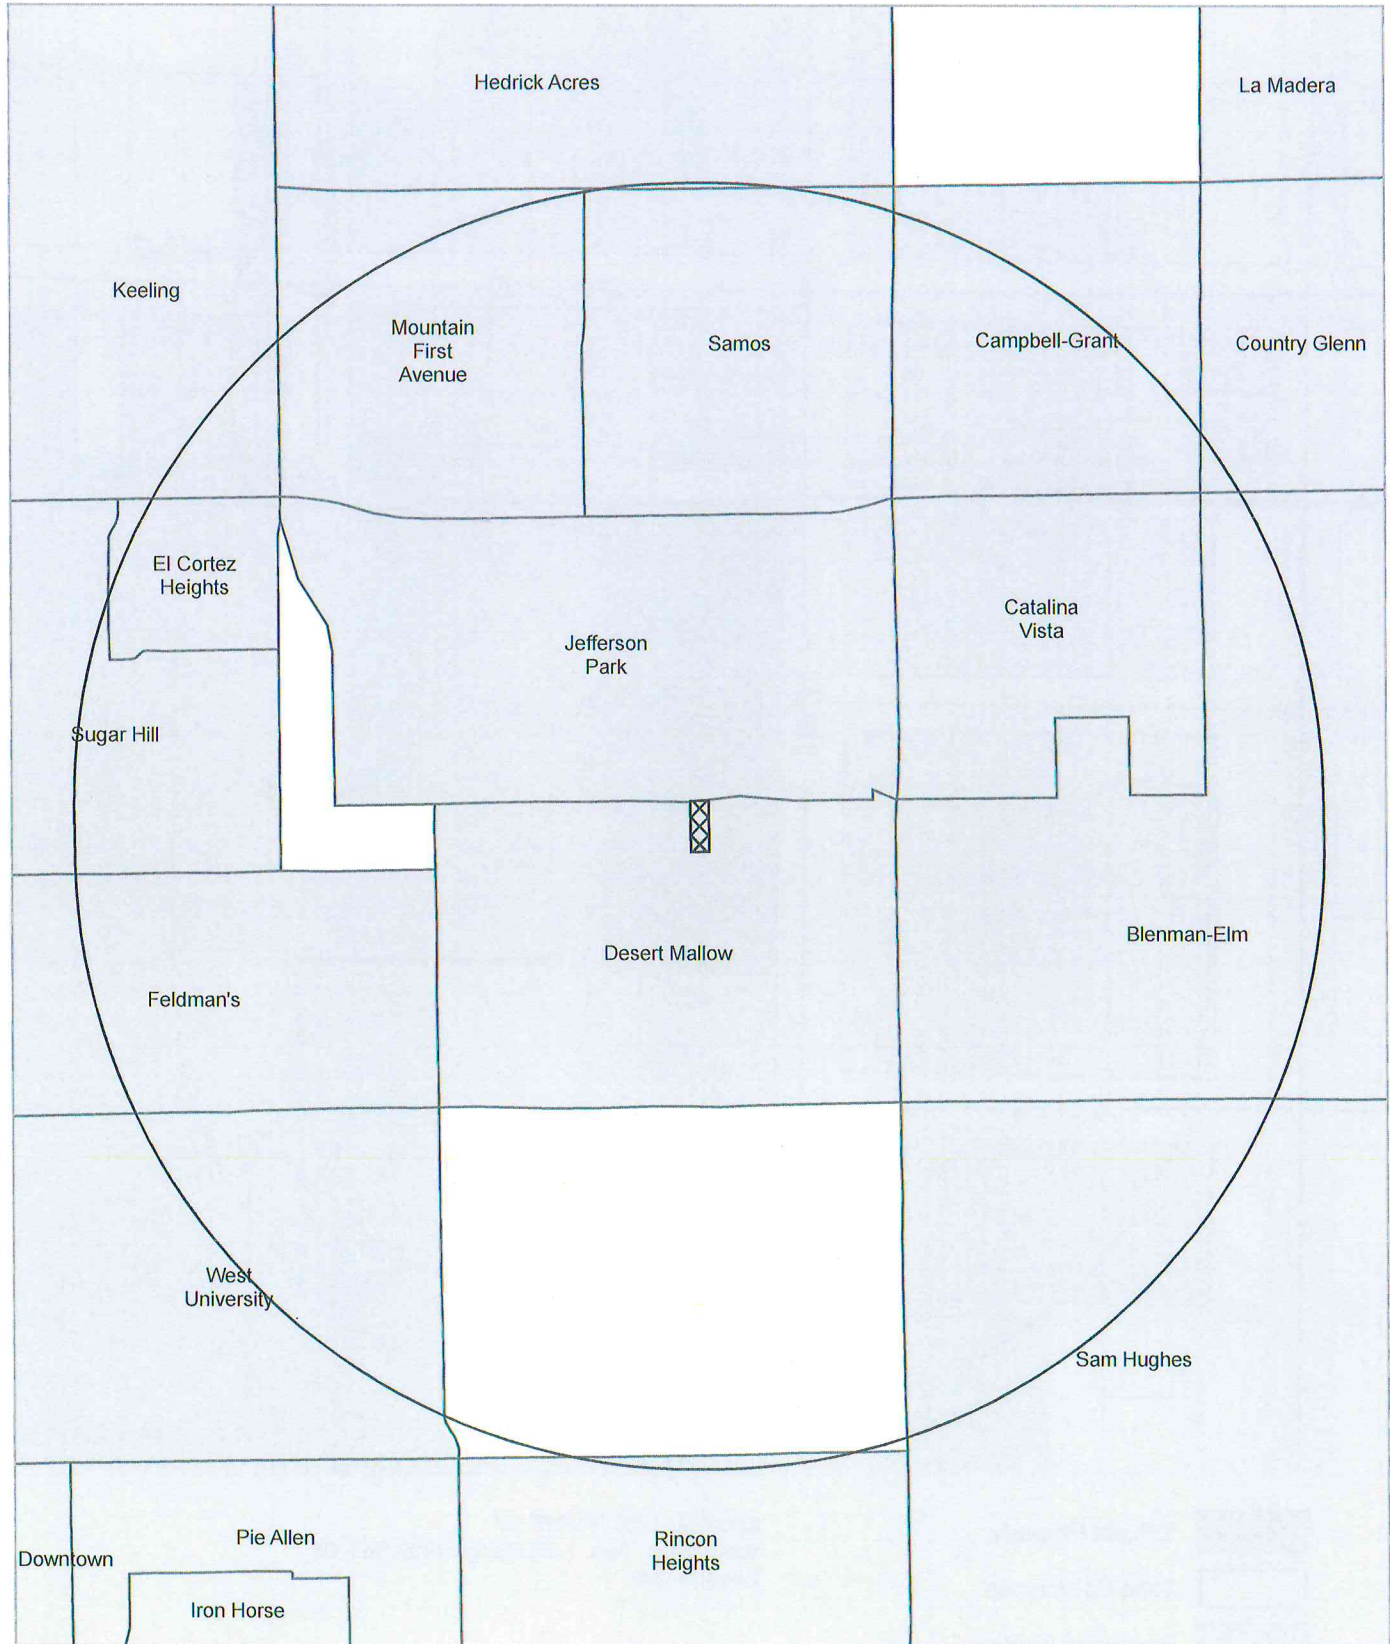 Hedrick Acres
La Madera
Keeling
Mountain
First
Avenue
Samos
Campbell-Grant
Country Glenn
El Cortez
Heights
Jefferson
Park
Catalina
Vista
Sugar Hill
Desert Mallow
Blenman-Elm
Feldman's
West
University
Sam Hughes
Pie Allen
Rincon
Heights
Downtown
Iron Horse